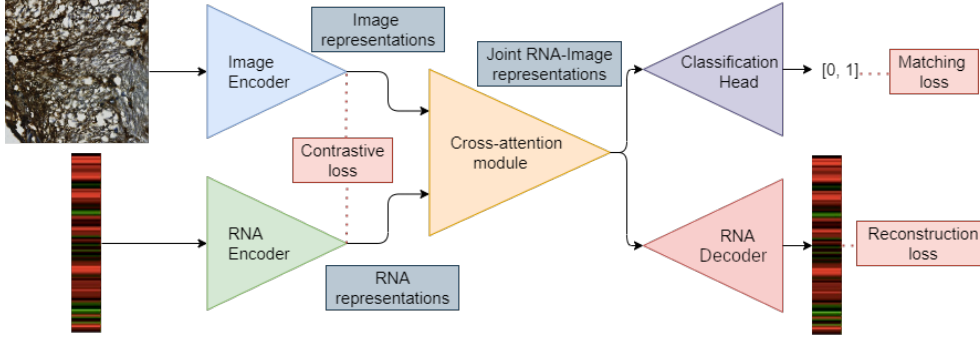 Image
representations
Image
Encoder
Joint RNA-Image
representations
Classification
Head
[0, 1]
Matching
loss
Contrastive
loss
Cross-attention
module
RNA
Encoder
RNA
representations
RNA
Decoder
Reconstruction
loss